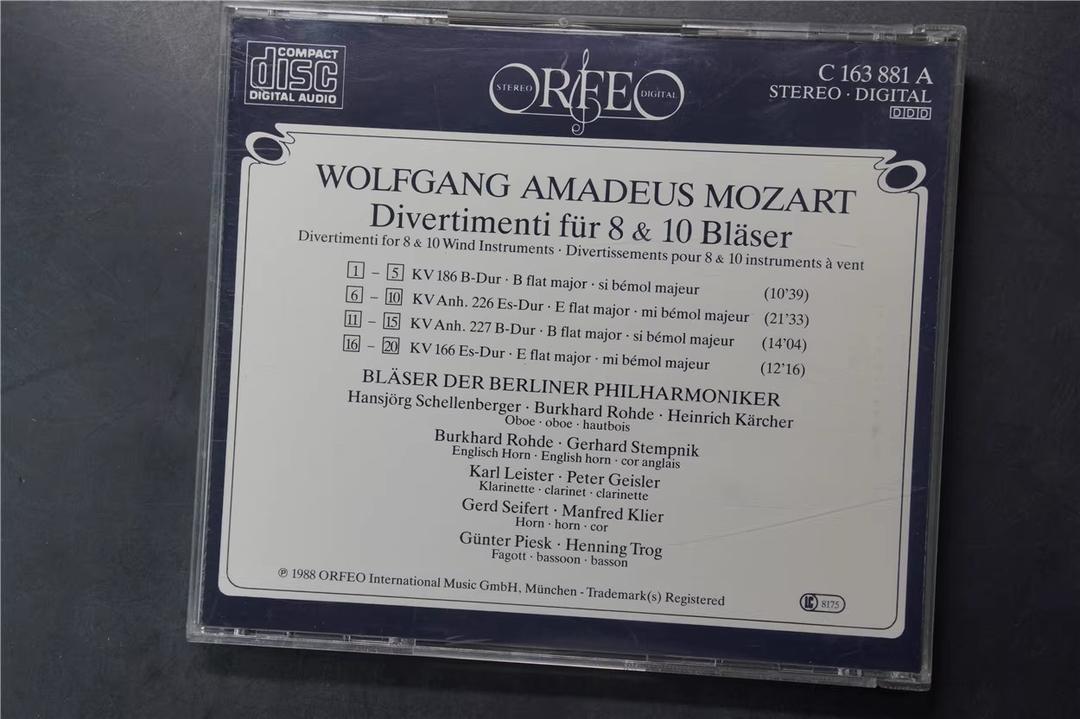 COMPACT
disc
DIGITAL AUDIO
STEREO ORFEO DIGITAL
C 163 881 A
STEREO · DIGITAL
DDD
WOLFGANG AMADEUS MOZART
Divertimenti für 8 & 10 Bläser
Divertimenti for 8 & 10 Wind Instruments · Divertissements pour 8 & 10 instruments à vent
1 – 5 KV 186 B-Dur · B flat major · si bémol majeur (10'39)
6 – 10 KV Anh. 226 Es-Dur · E flat major · mi bémol majeur (21'33)
11 – 15 KV Anh. 227 B-Dur · B flat major · si bémol majeur (14'04)
16 – 20 KV 166 Es-Dur · E flat major · mi bémol majeur (12'16)
BLÄSER DER BERLINER PHILHARMONIKER
Hansjörg Schellenberger · Burkhard Rohde · Heinrich Kärcher
Oboe · oboe · hautbois
Burkhard Rohde · Gerhard Stempnik
Englisch Horn · English horn · cor anglais
Karl Leister · Peter Geisler
Klarinette · clarinet · clarinette
Gerd Seifert · Manfred Klier
Horn · horn · cor
Günter Piesk · Henning Trog
Fagott · bassoon · basson
℗ 1988 ORFEO International Music GmbH, München - Trademark(s) Registered
LC 8175